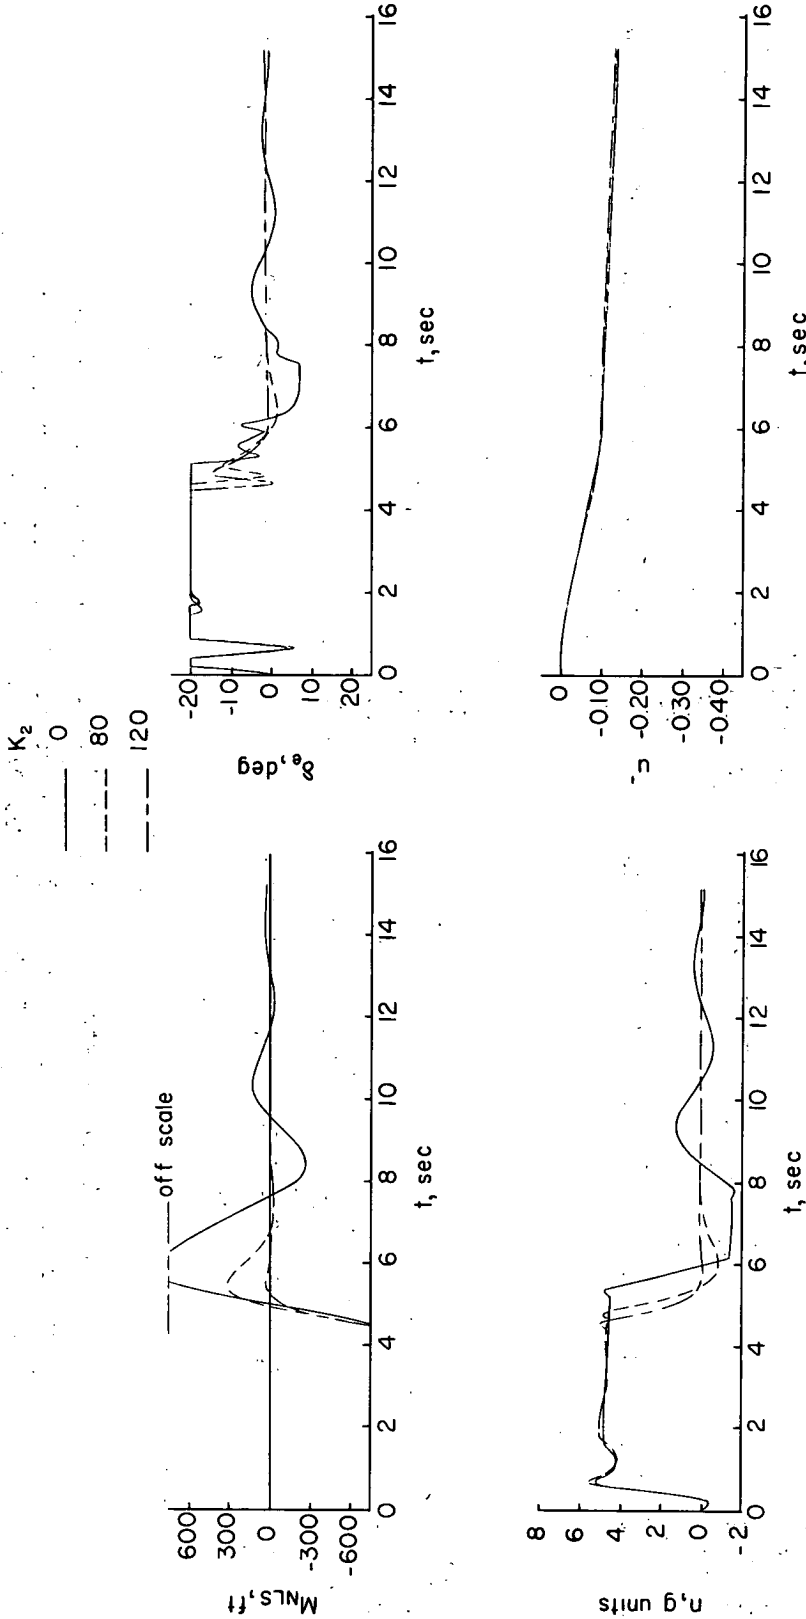 K₂
0
80
120
600
300
0
-300
-600
M_NLS, ft
off scale
0 2 4 6 8 10 12 14 16
t, sec
-20
-10
0
10
20
δe, deg
0 2 4 6 8 10 12 14 16
t, sec
8
6
4
2
0
-2
n, g units
0 2 4 6 8 10 12 14 16
t, sec
0
-0.10
-0.20
-0.30
-0.40
u'
0 2 4 6 8 10 12 14 16
t.sec